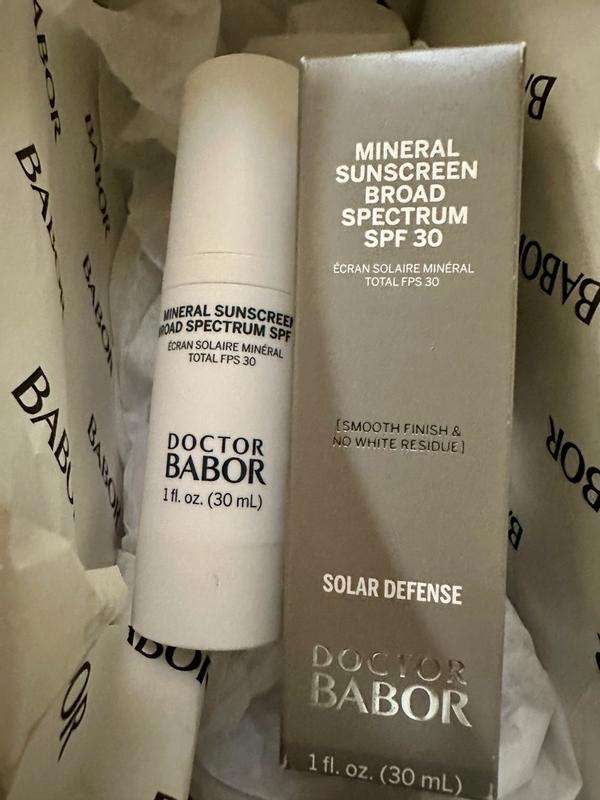 MINERAL SUNSCREEN
BROAD SPECTRUM SPF
ÉCRAN SOLAIRE MINÉRAL
TOTAL FPS 30
DOCTOR
BABOR
1 fl. oz. (30 mL)
MINERAL
SUNSCREEN
BROAD
SPECTRUM
SPF 30
ÉCRAN SOLAIRE MINÉRAL
TOTAL FPS 30
[SMOOTH FINISH &
NO WHITE RESIDUE]
SOLAR DEFENSE
DOCTOR
BABOR
1 fl. oz. (30 mL)
BABOR
BABOR
BABOR
BABOR
BABOR
BABOR
BABOR